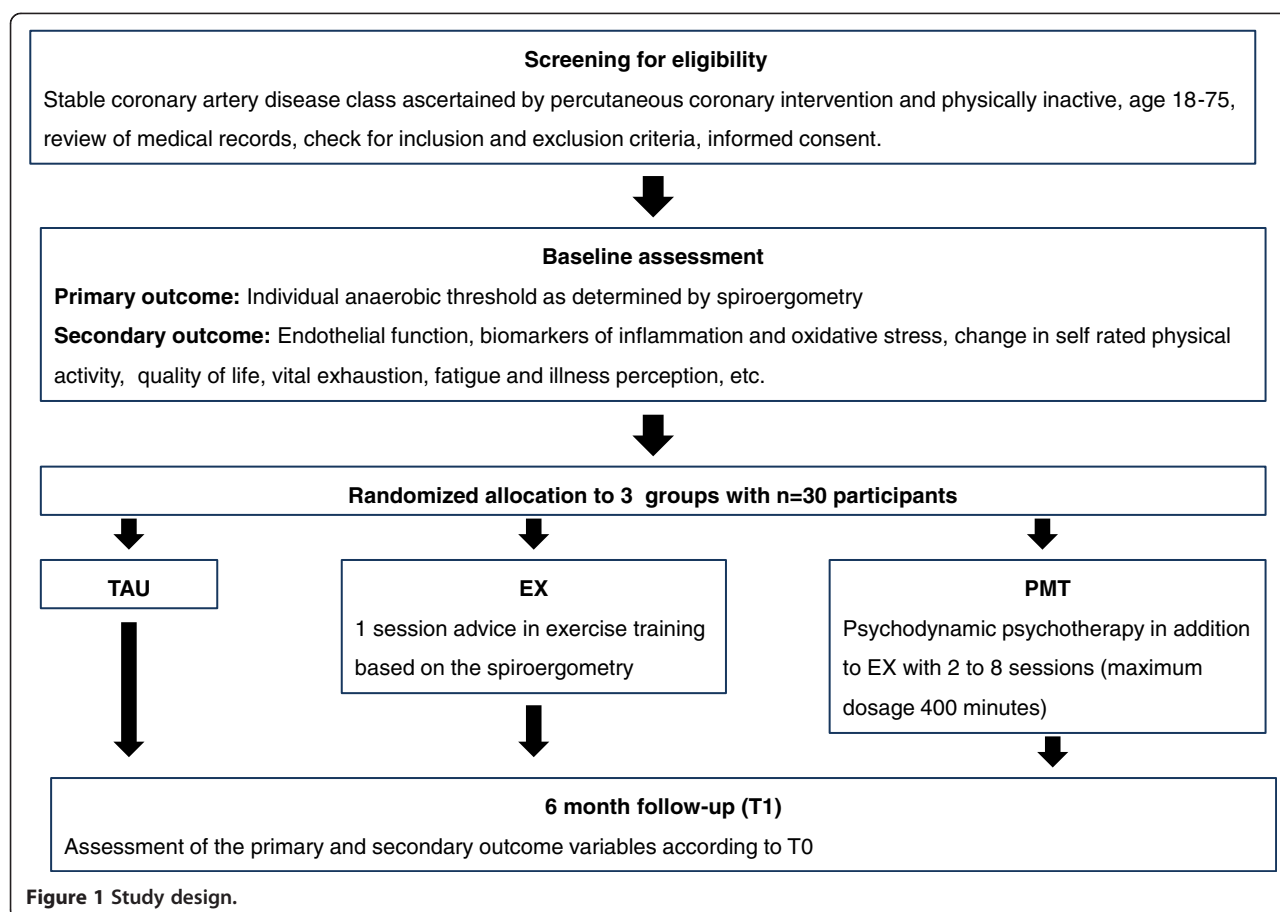 Screening for eligibility
Stable coronary artery disease class ascertained by percutaneous coronary intervention and physically inactive, age 18-75,
review of medical records, check for inclusion and exclusion criteria, informed consent.
Baseline assessment
Primary outcome: Individual anaerobic threshold as determined by spiroergometry
Secondary outcome: Endothelial function, biomarkers of inflammation and oxidative stress, change in self rated physical
activity, quality of life, vital exhaustion, fatigue and illness perception, etc.
Randomized allocation to 3 groups with n=30 participants
TAU
EX
1 session advice in exercise training
based on the spiroergometry
PMT
Psychodynamic psychotherapy in addition
to EX with 2 to 8 sessions (maximum
dosage 400 minutes)
6 month follow-up (T1)
Assessment of the primary and secondary outcome variables according to T0
Figure 1 Study design.